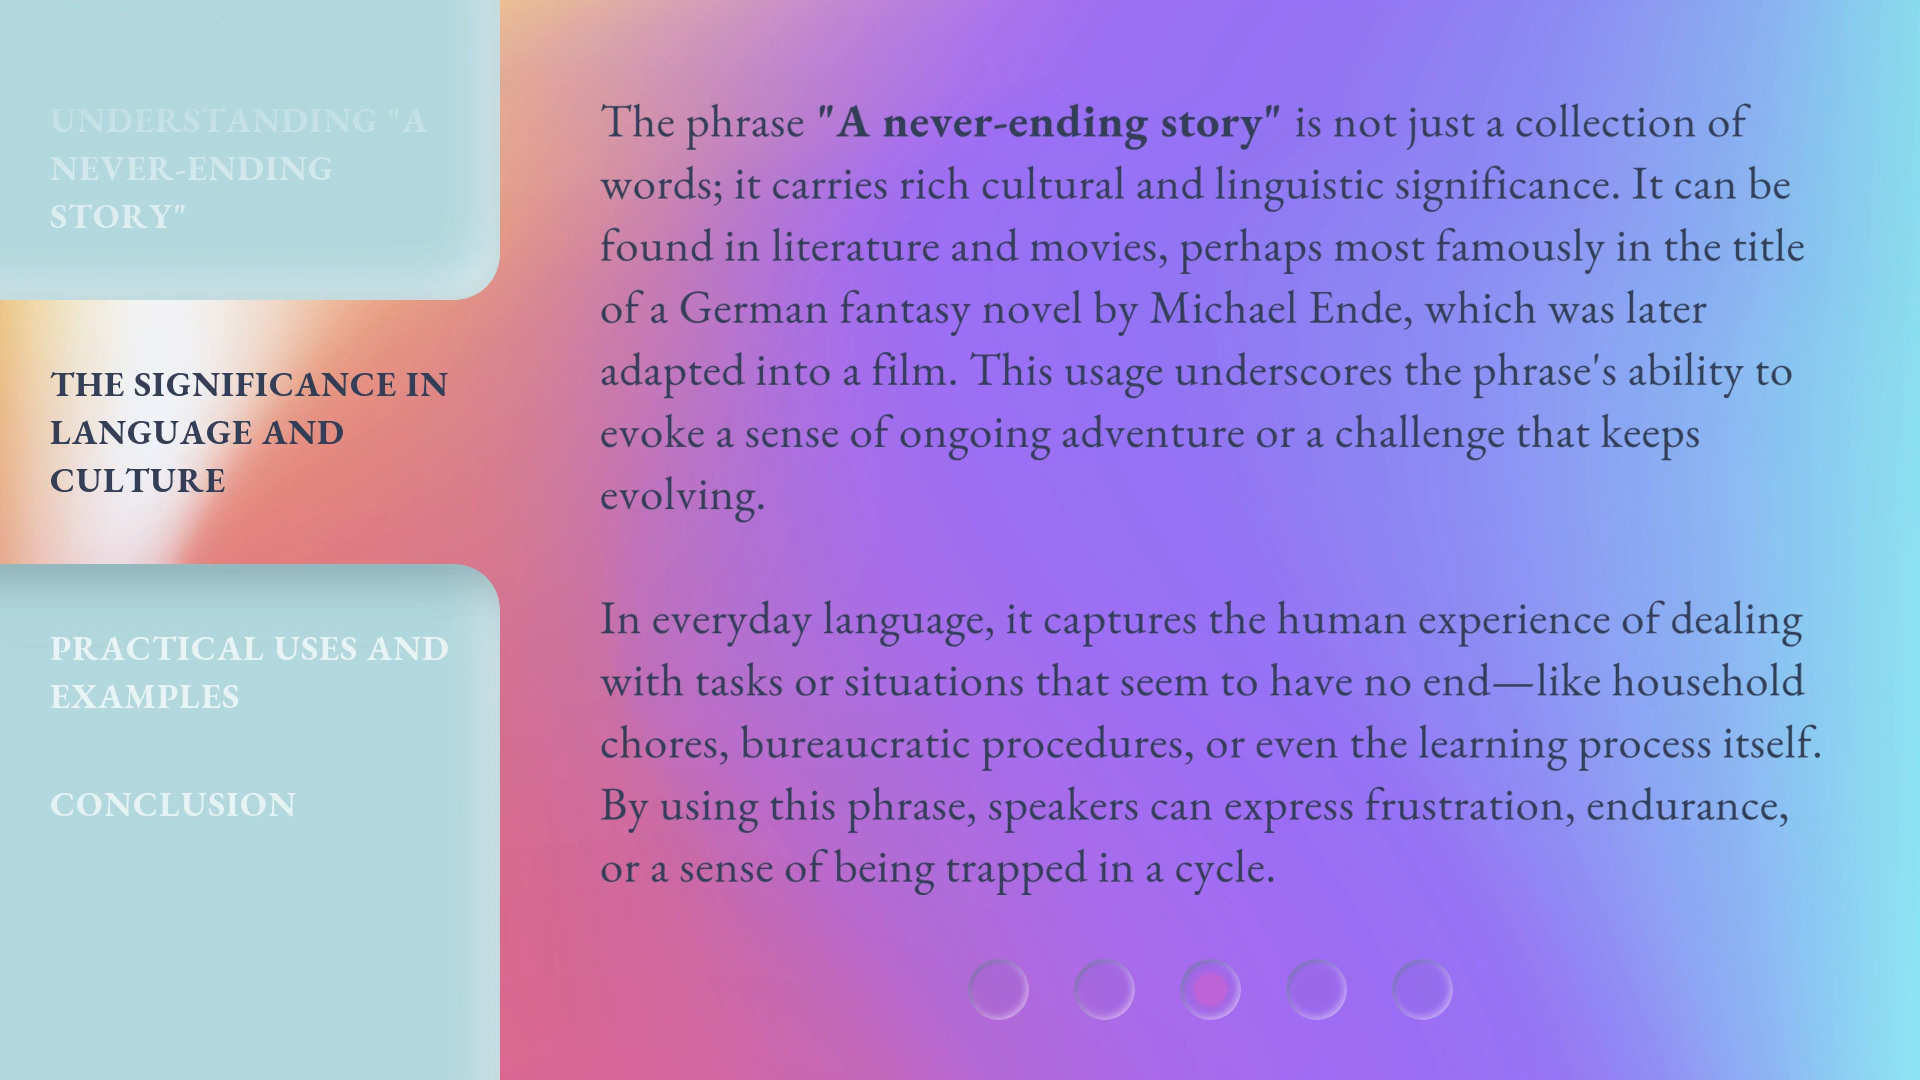 UNDERSTANDING "A
NEVER-ENDING
STORY"
THE SIGNIFICANCE IN
LANGUAGE AND
CULTURE
PRACTICAL USES AND
EXAMPLES
CONCLUSION
The phrase "A never-ending story" is not just a collection of
words; it carries rich cultural and linguistic significance. It can be
found in literature and movies, perhaps most famously in the title
of a German fantasy novel by Michael Ende, which was later
adapted into a film. This usage underscores the phrase's ability to
evoke a sense of ongoing adventure or a challenge that keeps
evolving.
In everyday language, it captures the human experience of dealing
with tasks or situations that seem to have no end—like household
chores, bureaucratic procedures, or even the learning process itself.
By using this phrase, speakers can express frustration, endurance,
or a sense of being trapped in a cycle.